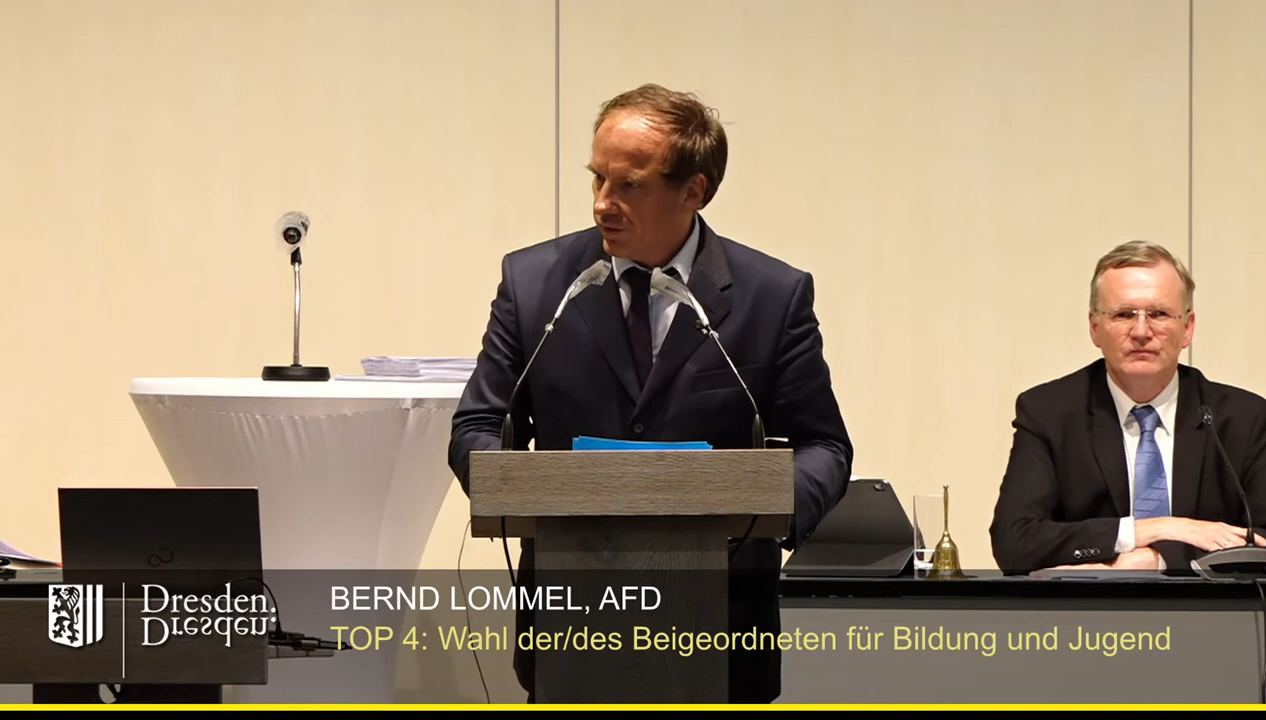 Dresden.
Dresden.
BERND LOMMEL, AFD
TOP 4: Wahl der/des Beigeordneten für Bildung und Jugend